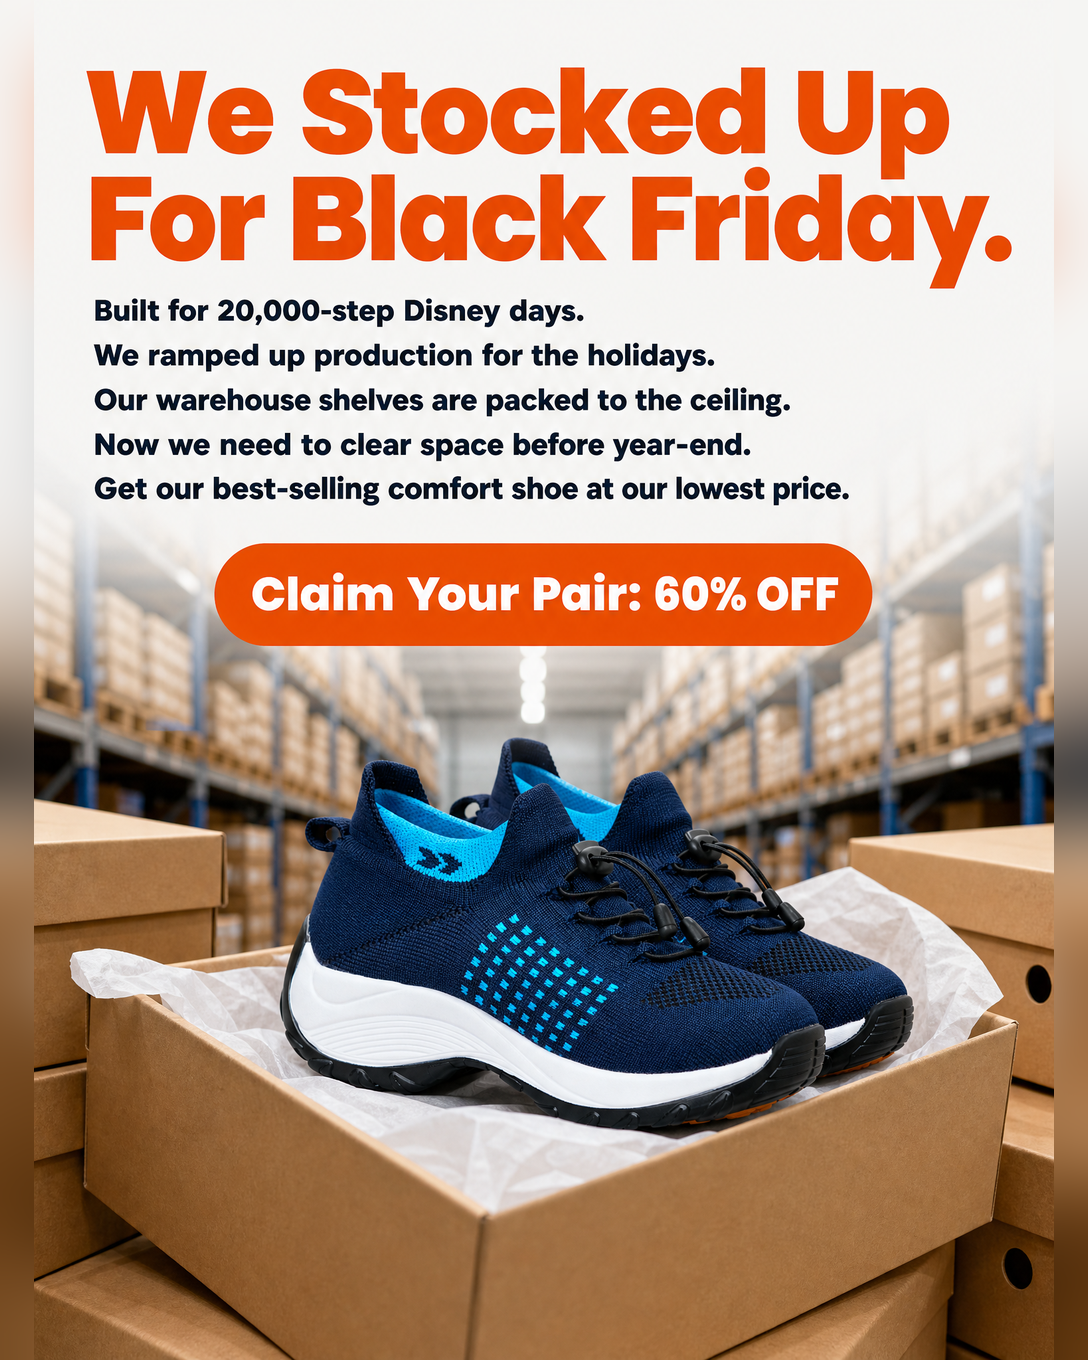 We Stocked Up
For Black Friday.
Built for 20,000-step Disney days.
We ramped up production for the holidays.
Our warehouse shelves are packed to the ceiling.
Now we need to clear space before year-end.
Get our best-selling comfort shoe at our lowest price.
Claim Your Pair: 60% OFF